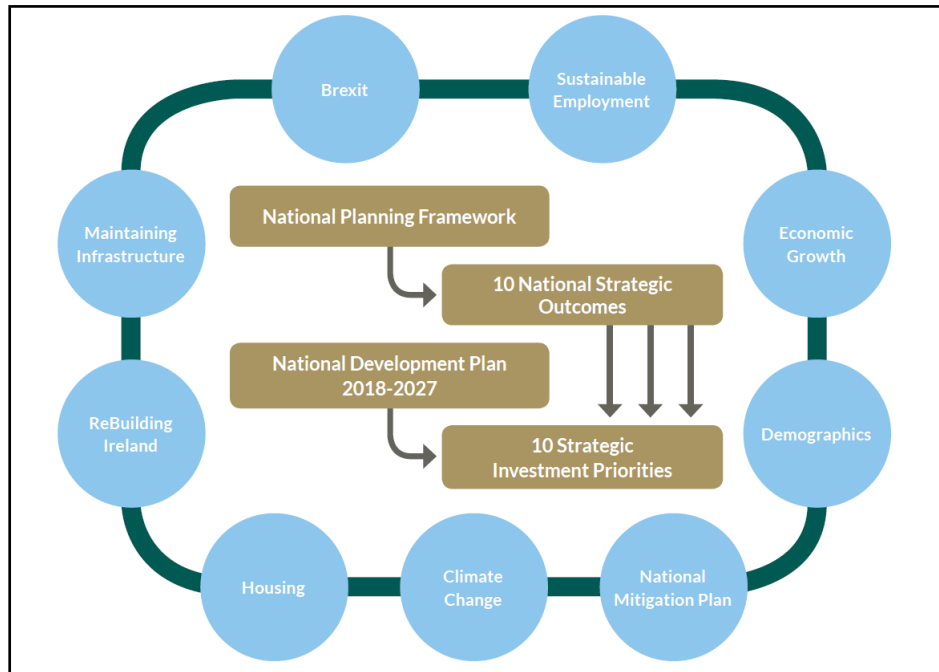 Brexit
Sustainable
Employment
Maintaining
Infrastructure
National Planning Framework
Economic
Growth
10 National Strategic
Outcomes
National Development Plan
2018-2027
ReBuilding
Ireland
10 Strategic
Investment Priorities
Demographics
Housing
Climate
Change
National
Mitigation Plan